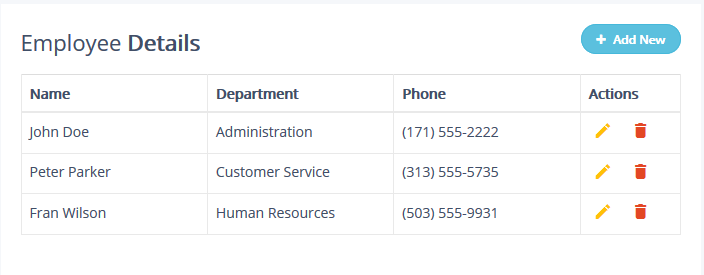 Employee Details
+ Add New
Name Department Phone Actions
John Doe Administration (171) 555-2222
Peter Parker Customer Service (313) 555-5735
Fran Wilson Human Resources (503) 555-9931